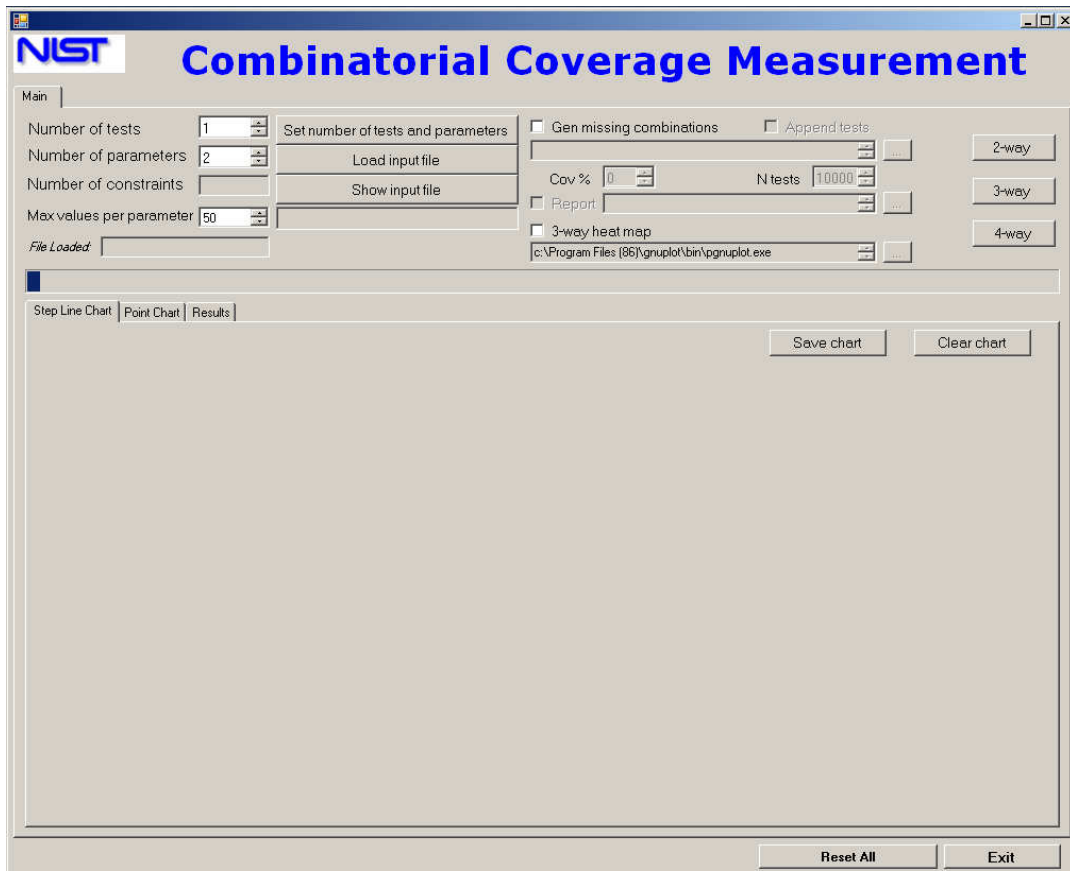 NIST
Combinatorial Coverage Measurement
Main
Number of tests 1
Set number of tests and parameters
Gen missing combinations
Append tests
Number of parameters 2
Load input file
...
2-way
Number of constraints
Show input file
Cov % 0
N tests 10000
3-way
Max values per parameter 50
Report
...
File Loaded:
3-way heat map
4-way
c:\Program Files (86)\gnuplot\bin\pgnuplot.exe
...
Step Line Chart
Point Chart
Results
Save chart
Clear chart
Reset All
Exit